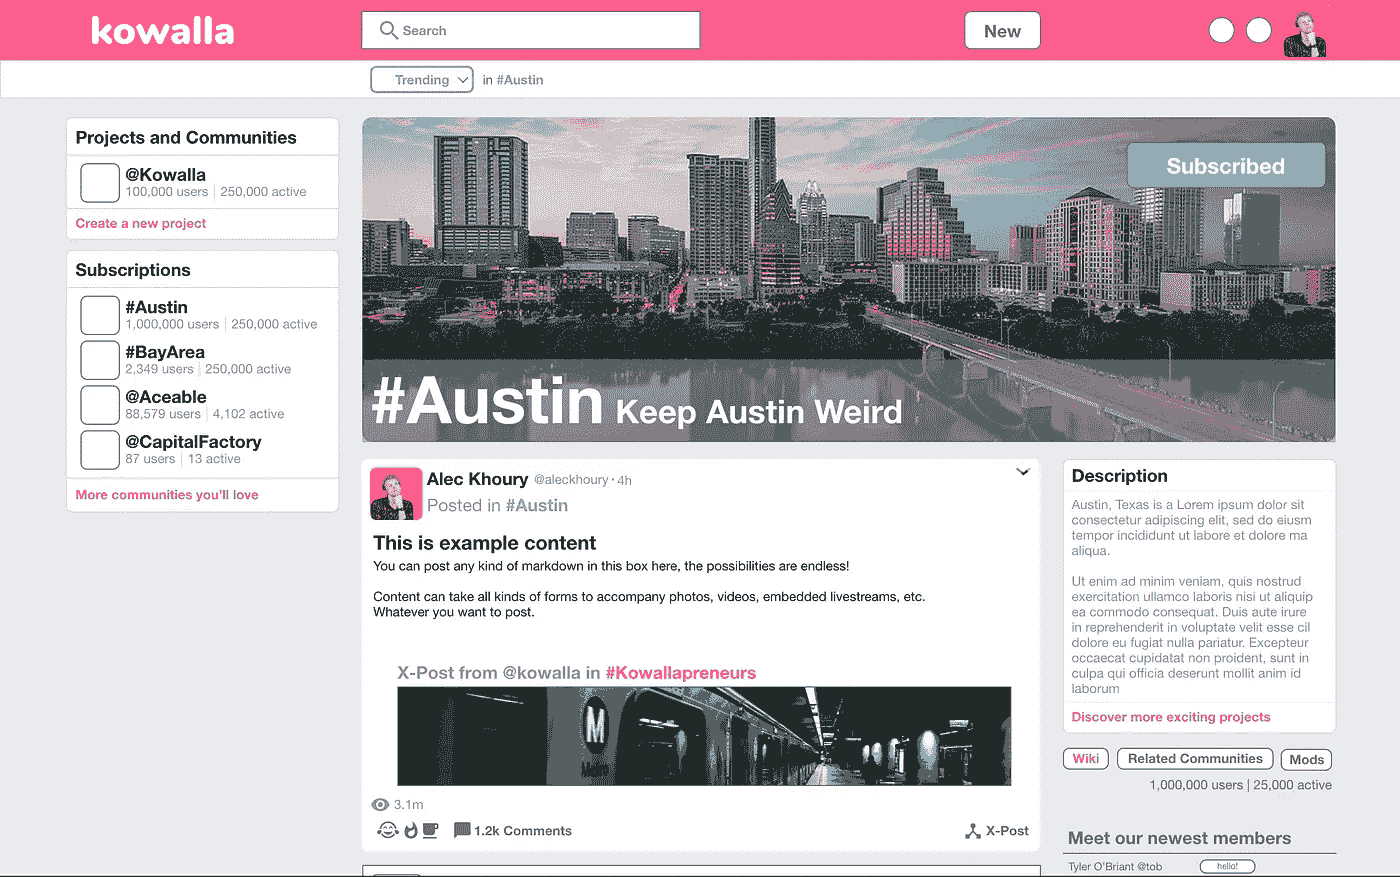 kowalla
Search
New
Trending in #Austin
Projects and Communities
@Kowalla
100,000 users | 250,000 active
Create a new project
Subscriptions
#Austin
1,000,000 users | 250,000 active
#BayArea
2,349 users | 250,000 active
@Aceable
88,579 users | 4,102 active
@CapitalFactory
87 users | 13 active
More communities you'll love
Subscribed
#Austin Keep Austin Weird
Alec Khoury @aleckhoury · 4h
Posted in #Austin
This is example content
You can post any kind of markdown in this box here, the possibilities are endless!
Content can take all kinds of forms to accompany photos, videos, embedded livestreams, etc.
Whatever you want to post.
X-Post from @kowalla in #Kowallapreneurs
M
Metro
3.1m
1.2k Comments
X-Post
Description
Austin, Texas is a Lorem ipsum dolor sit
consectetur adipiscing elit, sed do eiusm
tempor incididunt ut labore et dolore ma
aliqua.
Ut enim ad minim veniam, quis nostrud
exercitation ullamco laboris nisi ut aliquip
ea commodo consequat. Duis aute irure
in reprehenderit in voluptate velit esse cil
dolore eu fugiat nulla pariatur. Excepteur
occaecat cupidatat non proident, sunt in
culpa qui officia deserunt mollit anim id
laborum
Discover more exciting projects
Wiki
Related Communities
Mods
1,000,000 users | 25,000 active
Meet our newest members
Tyler O'Briant @tob
hello!